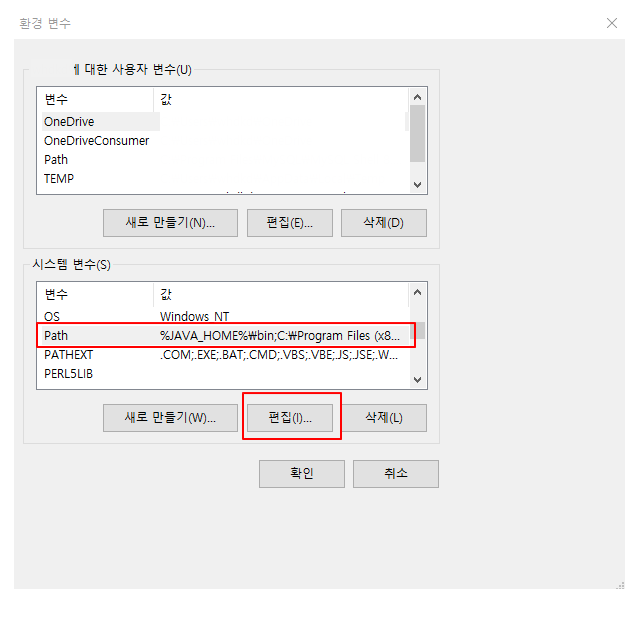 환경 변수
에 대한 사용자 변수(U)
변수 값
OneDrive
OneDriveConsumer
Path
TEMP
새로 만들기(N)... 편집(E)... 삭제(D)
시스템 변수(S)
변수 값
OS Windows_NT
Path %JAVA_HOME%₩bin;C:₩Program Files (x8...
PATHEXT .COM;.EXE;.BAT;.CMD;.VBS;.VBE;.JS;.JSE;.W...
PERL5LIB
새로 만들기(W)... 편집(I)... 삭제(L)
확인 취소